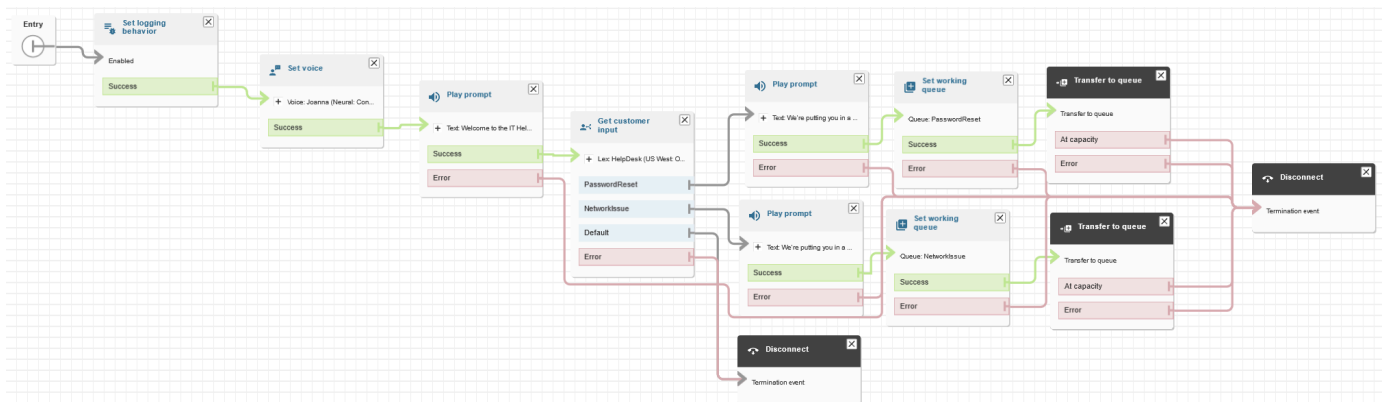 Entry
Set logging
behavior
Enabled
Success
Set voice
+ Voice: Joanna (Neural: Con...
Success
Play prompt
+ Text: Welcome to the IT Hel...
Success
Error
Get customer
input
+ Lex: HelpDesk (US West: O...
PasswordReset
NetworkIssue
Default
Error
Play prompt
+ Text: We're putting you in a ...
Success
Error
Set working
queue
Queue: PasswordReset
Success
Error
Transfer to queue
Transfer to queue
At capacity
Error
Play prompt
+ Text: We're putting you in a ...
Success
Error
Set working
queue
Queue: NetworkIssue
Success
Error
Transfer to queue
Transfer to queue
At capacity
Error
Disconnect
Termination event
Disconnect
Termination event